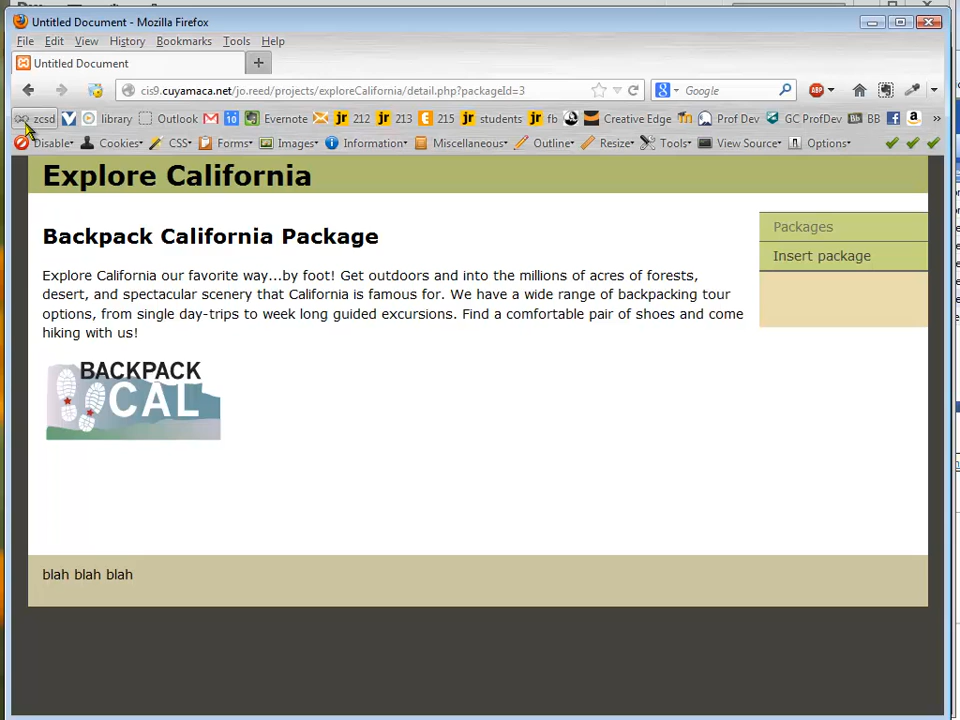 Untitled Document - Mozilla Firefox
File Edit View History Bookmarks Tools Help
Untitled Document +
cis9.cuyamaca.net/jo.reed/projects/exploreCalifornia/detail.php?packageId=3 Google ABP
zcsd library Outlook Evernote jr 212 jr 213 215 jr students jr fb Creative Edge Prof Dev GC ProfDev BB »
Disable Cookies CSS Forms Images Information Miscellaneous Outline Resize Tools View Source Options
Explore California
Packages
Insert package
Backpack California Package
Explore California our favorite way...by foot! Get outdoors and into the millions of acres of forests,
desert, and spectacular scenery that California is famous for. We have a wide range of backpacking tour
options, from single day-trips to week long guided excursions. Find a comfortable pair of shoes and come
hiking with us!
BACKPACK
CAL
blah blah blah